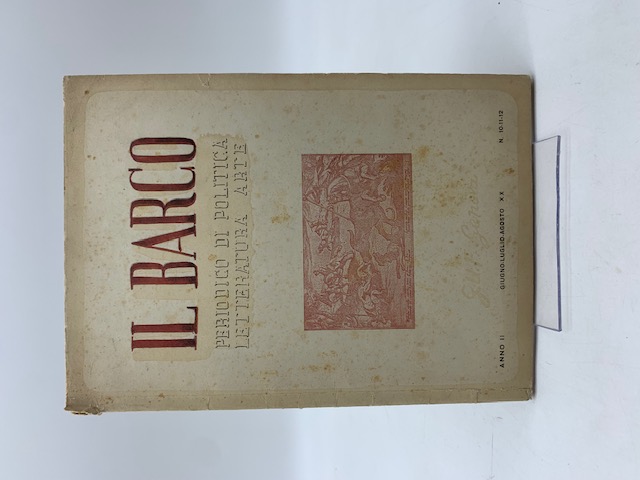 IL BARCO
PERIODICO DI POLITICA
LETTERATURA ARTE
ANNO II GIUGNO-LUGLIO-AGOSTO XX N. 10-11-12